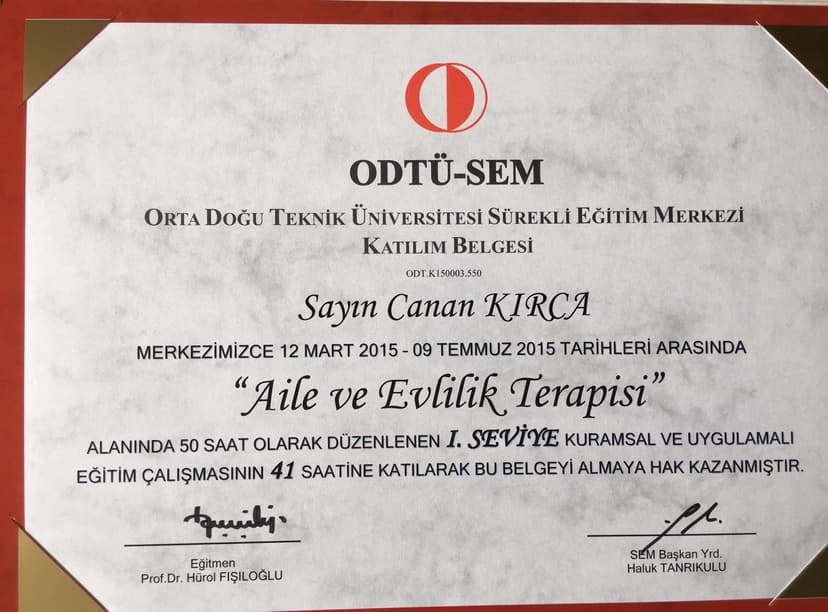 ODTÜ-SEM
ORTA DOĞU TEKNİK ÜNİVERSİTESİ SÜREKLİ EĞİTİM MERKEZİ
KATILIM BELGESİ
ODT.K150003.550
Sayın Canan KIRCA
MERKEZİMİZCE 12 MART 2015 - 09 TEMMUZ 2015 TARİHLERİ ARASINDA
“Aile ve Evlilik Terapisi”
ALANINDA 50 SAAT OLARAK DÜZENLENEN I. SEVİYE KURAMSAL VE UYGULAMALI
EĞİTİM ÇALIŞMASININ 41 SAATİNE KATILARAK BU BELGEYİ ALMAYA HAK KAZANMIŞTIR.
Eğitmen
Prof.Dr. Hürol FIŞILOĞLU
SEM Başkan Yrd.
Haluk TANRIKULU